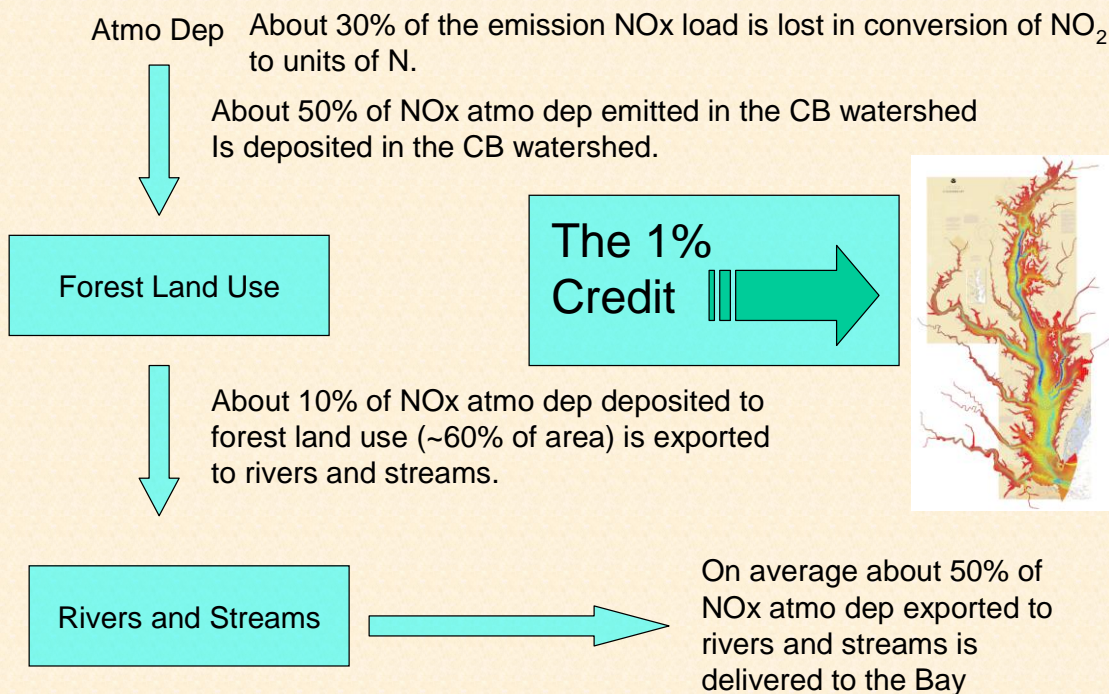 Atmo Dep
About 30% of the emission NOx load is lost in conversion of NO2
to units of N.
About 50% of NOx atmo dep emitted in the CB watershed
Is deposited in the CB watershed.
Forest Land Use
The 1%
Credit
About 10% of NOx atmo dep deposited to
forest land use (~60% of area) is exported
to rivers and streams.
Rivers and Streams
On average about 50% of
NOx atmo dep exported to
rivers and streams is
delivered to the Bay